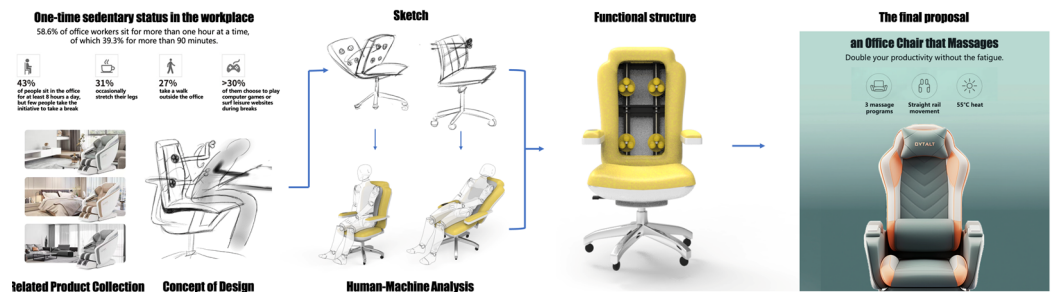 One-time sedentary status in the workplace
58.6% of office workers sit for more than one hour at a time,
of which 39.3% for more than 90 minutes.
43%
of people sit in the office
for at least 8 hours a day,
but few people take the
initiative to take a break
31%
occasionally
stretch their legs
27%
take a walk
outside the office
>30%
of them choose to play
computer games or
surf leisure websites
during breaks
Related Product Collection
Concept of Design
Sketch
Human-Machine Analysis
Functional structure
The final proposal
an Office Chair that Massages
Double your productivity without the fatigue.
3 massage
programs
Straight rail
movement
55°C heat